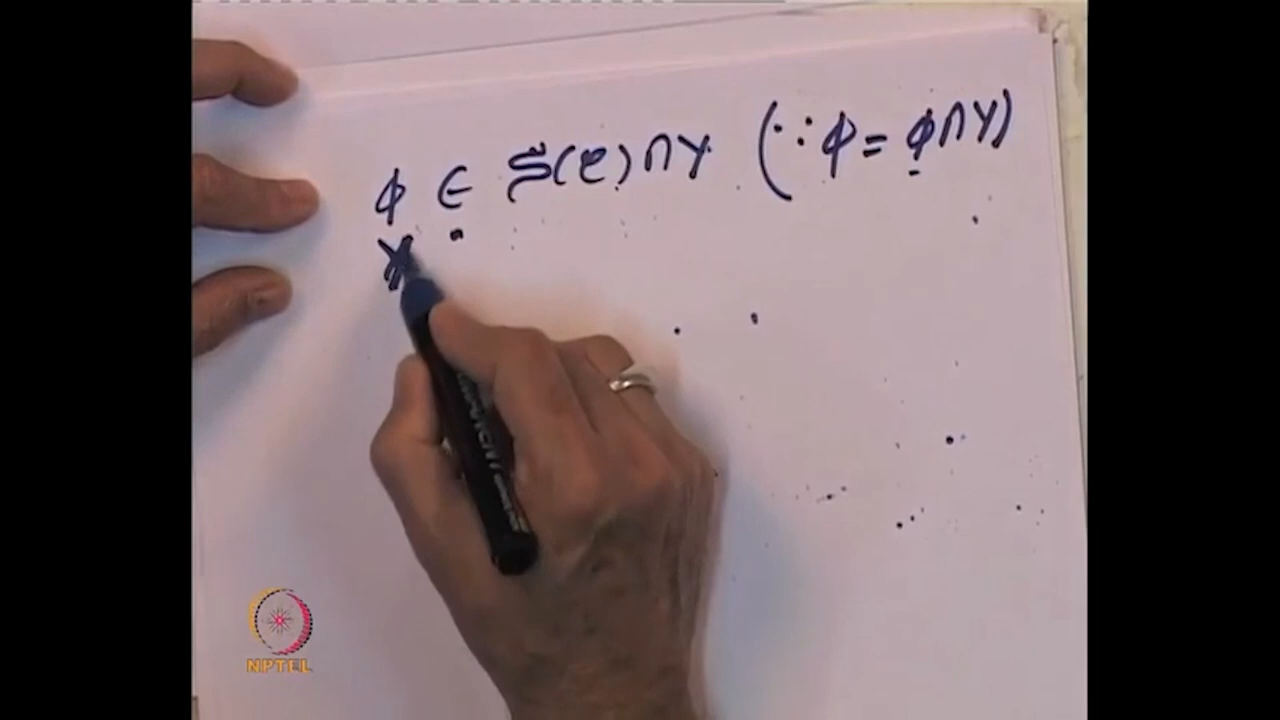 φ ∈ S(C) ∩ Y (∵ φ = φ ∩ Y)
NPTEL